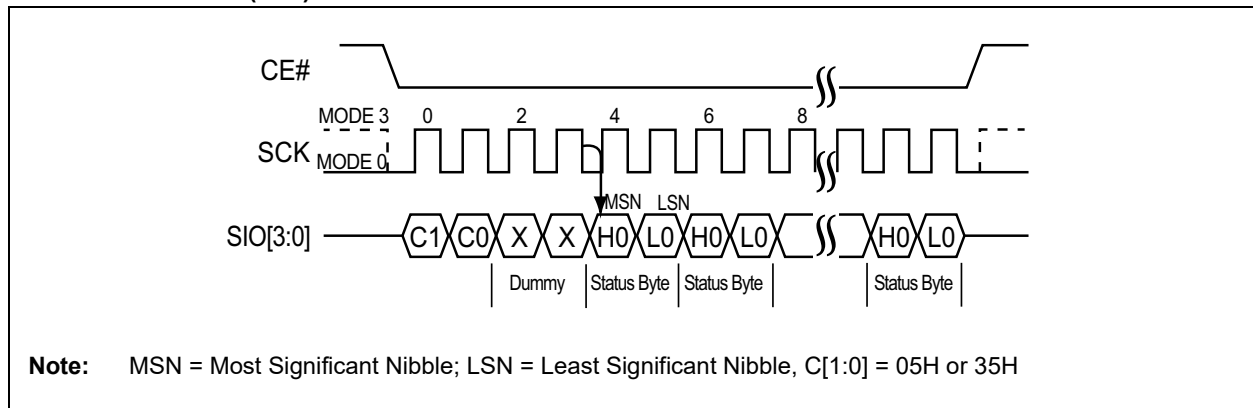 CE#
MODE 3 0 2 4 6 8
SCK
MODE 0
MSN LSN
SIO[3:0] C1 C0 X X H0 L0 H0 L0 H0 L0
Dummy Status Byte Status Byte Status Byte
Note: MSN = Most Significant Nibble; LSN = Least Significant Nibble, C[1:0] = 05H or 35H